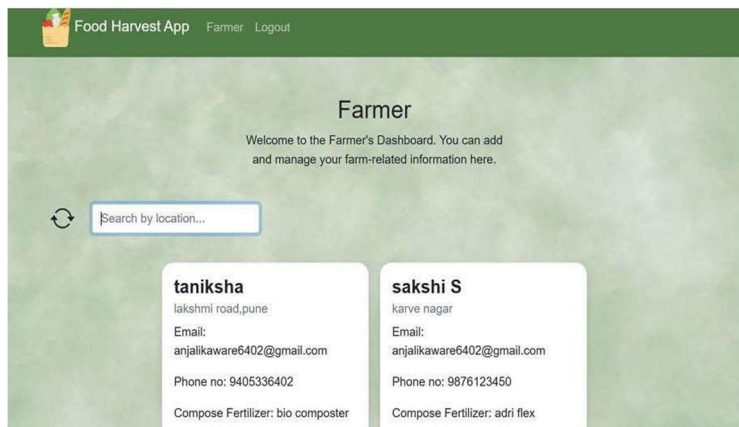 Food Harvest App Farmer Logout
Farmer
Welcome to the Farmer's Dashboard. You can add
and manage your farm-related information here.
Search by location...
taniksha
lakshmi road,pune
Email:
anjalikaware6402@gmail.com
Phone no: 9405336402
Compose Fertilizer: bio composter
sakshi S
karve nagar
Email:
anjalikaware6402@gmail.com
Phone no: 9876123450
Compose Fertilizer: adri flex